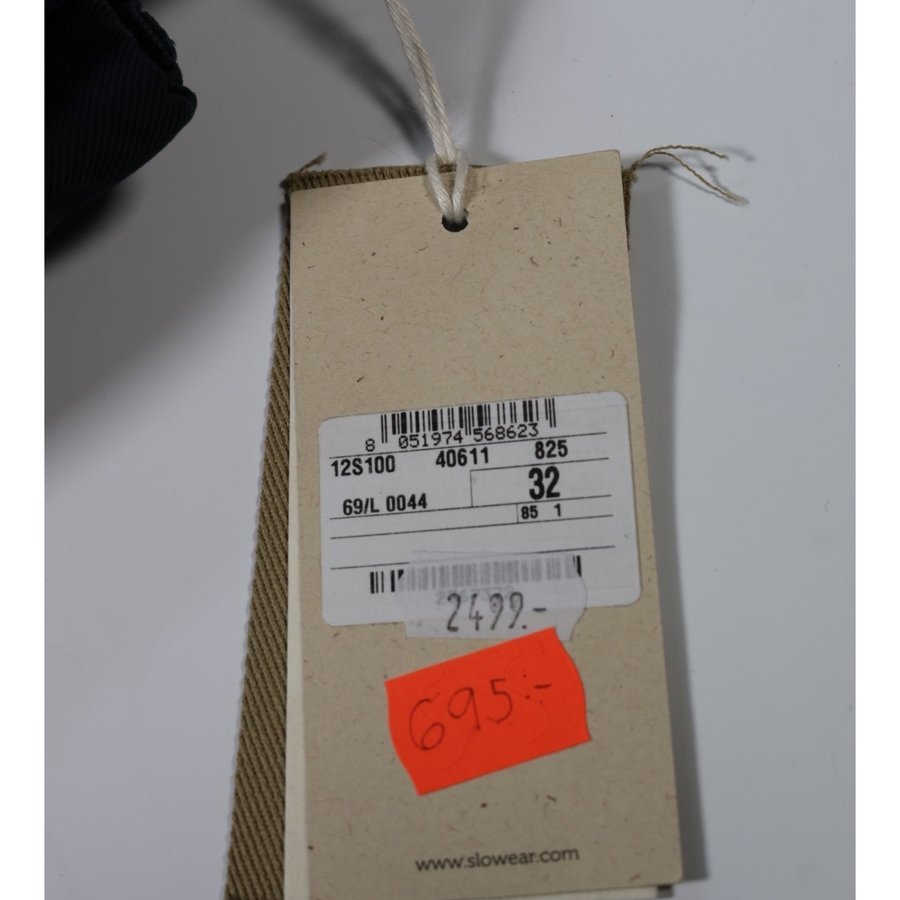 8 051974 568623
12S100 40611 825
32
69/L 0044
85 1
2499.-
695:-
www.slowear.com